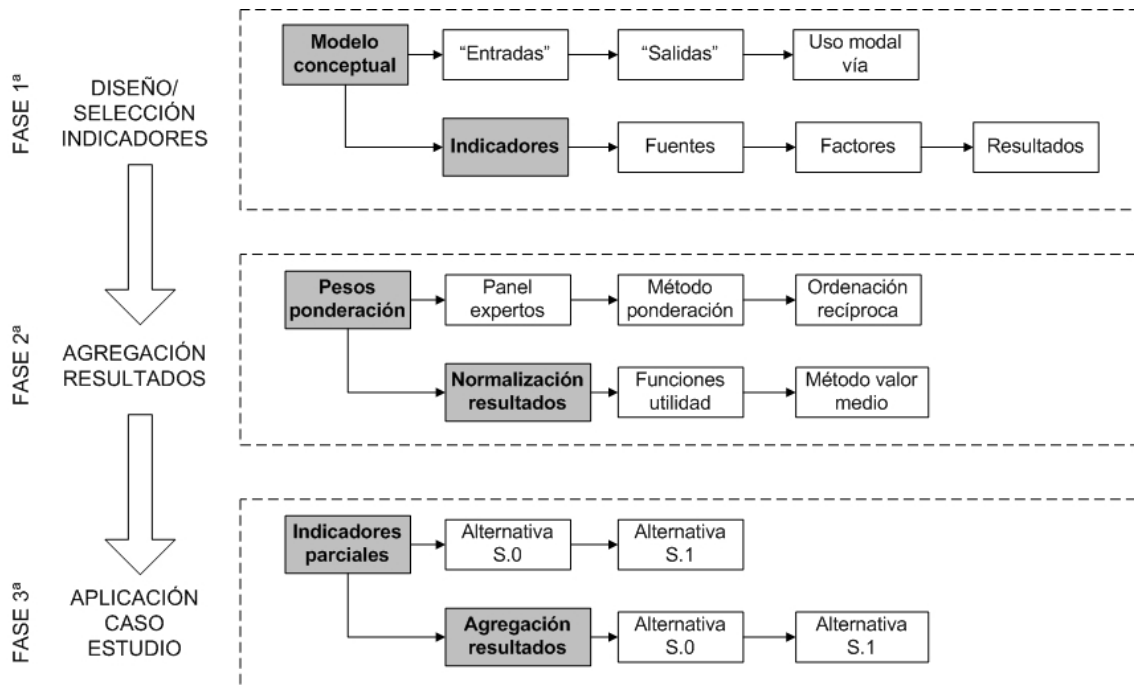 FASE 1ª
DISEÑO/
SELECCIÓN
INDICADORES
Modelo
conceptual
“Entradas”
“Salidas”
Uso modal
vía
Indicadores
Fuentes
Factores
Resultados
FASE 2ª
AGREGACIÓN
RESULTADOS
Pesos
ponderación
Panel
expertos
Método
ponderación
Ordenación
recíproca
Normalización
resultados
Funciones
utilidad
Método valor
medio
FASE 3ª
APLICACIÓN
CASO
ESTUDIO
Indicadores
parciales
Alternativa
S.0
Alternativa
S.1
Agregación
resultados
Alternativa
S.0
Alternativa
S.1